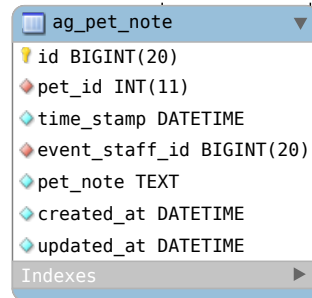 ag_pet_note
id BIGINT(20)
pet_id INT(11)
time_stamp DATETIME
event_staff_id BIGINT(20)
pet_note TEXT
created_at DATETIME
updated_at DATETIME
Indexes